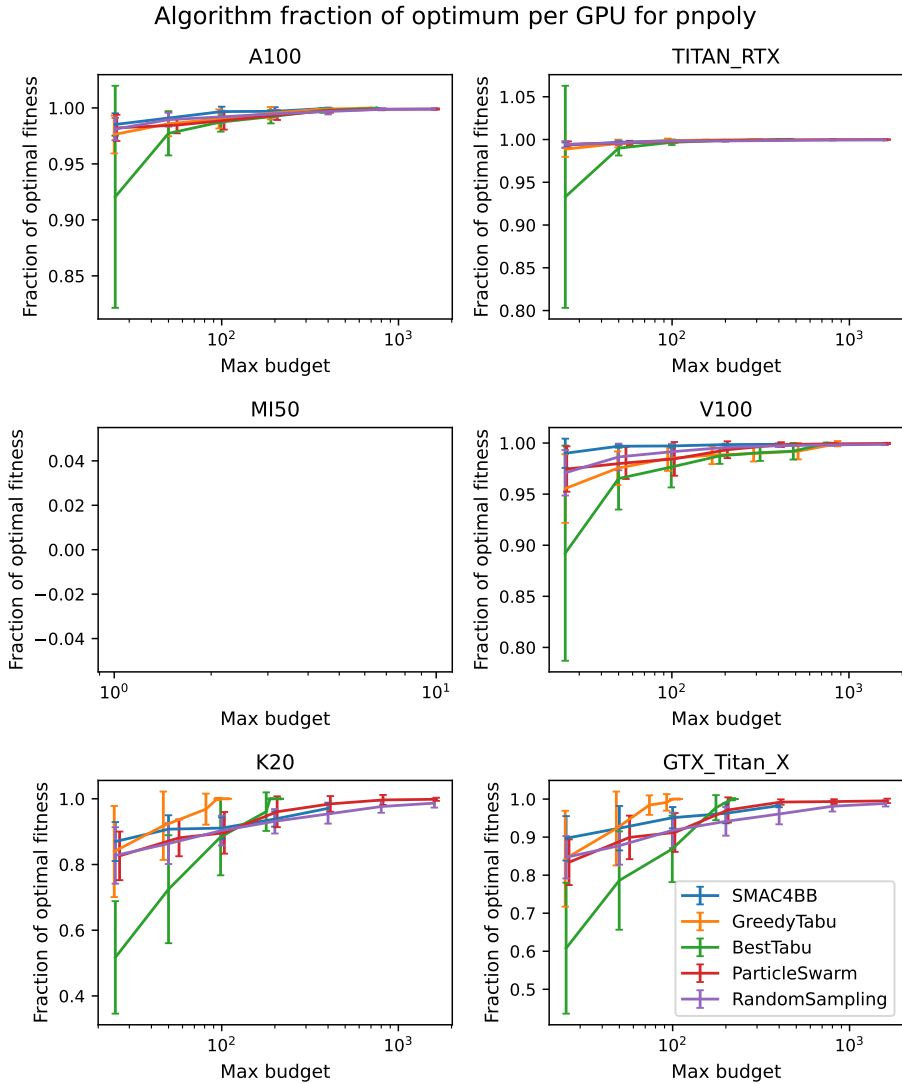 Algorithm fraction of optimum per GPU for pnpoly
A100
Fraction of optimal fitness
1.00
0.95
0.90
0.85
10²
10³
Max budget
TITAN_RTX
Fraction of optimal fitness
1.05
1.00
0.95
0.90
0.85
0.80
10²
10³
Max budget
MI50
Fraction of optimal fitness
0.04
0.02
0.00
−0.02
−0.04
10⁰
10¹
Max budget
V100
Fraction of optimal fitness
1.00
0.95
0.90
0.85
0.80
10²
10³
Max budget
K20
Fraction of optimal fitness
1.0
0.8
0.6
0.4
10²
10³
Max budget
GTX_Titan_X
Fraction of optimal fitness
1.0
0.9
0.8
0.7
0.6
0.5
10²
10³
Max budget
SMAC4BB
GreedyTabu
BestTabu
ParticleSwarm
RandomSampling